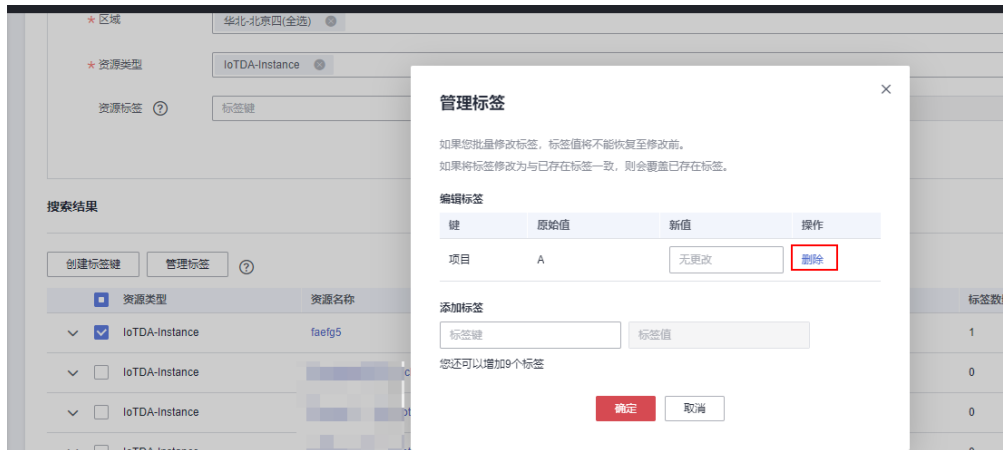 * 区域 华北-北京四(全选)
* 资源类型 IoTDA-Instance
资源标签 ? 标签键
搜索结果
创建标签键 管理标签 ?
资源类型 资源名称 标签数
IoTDA-Instance faefg5 1
IoTDA-Instance 0
IoTDA-Instance 0
管理标签
如果您批量修改标签，标签值将不能恢复至修改前。
如果将标签修改为与已存在标签一致，则会覆盖已存在标签。
编辑标签
键 原始值 新值 操作
项目 A 无更改 删除
添加标签
标签键 标签值
您还可以增加9个标签
确定 取消